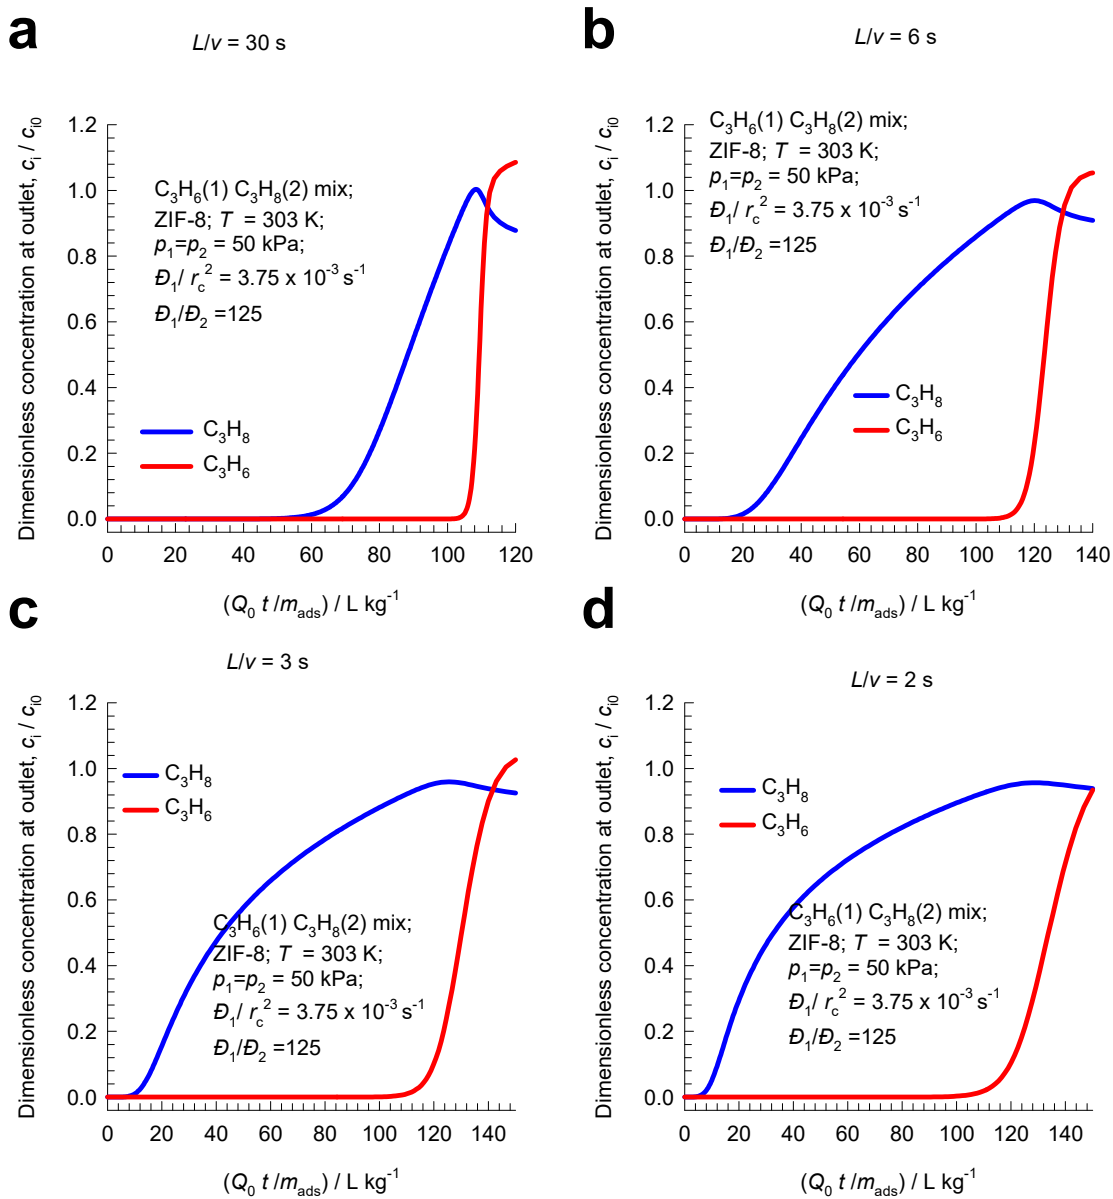 a
L/v = 30 s
Dimensionless concentration at outlet, cᵢ / cᵢ₀
1.2
1.0
0.8
0.6
0.4
0.2
0.0
C₃H₆(1) C₃H₈(2) mix;
ZIF-8; T = 303 K;
p₁=p₂ = 50 kPa;
Đ₁/ r_c² = 3.75 x 10⁻³ s⁻¹
Đ₁/Đ₂ =125
C₃H₈
C₃H₆
0 20 40 60 80 100 120
(Q₀ t /m_ads) / L kg⁻¹
b
L/v = 6 s
Dimensionless concentration at outlet, cᵢ / cᵢ₀
1.2
1.0
0.8
0.6
0.4
0.2
0.0
C₃H₆(1) C₃H₈(2) mix;
ZIF-8; T = 303 K;
p₁=p₂ = 50 kPa;
Đ₁/ r_c² = 3.75 x 10⁻³ s⁻¹
Đ₁/Đ₂ =125
C₃H₈
C₃H₆
0 20 40 60 80 100 120 140
(Q₀ t /m_ads) / L kg⁻¹
c
L/v = 3 s
Dimensionless concentration at outlet, cᵢ / cᵢ₀
1.2
1.0
0.8
0.6
0.4
0.2
0.0
C₃H₈
C₃H₆
C₃H₆(1) C₃H₈(2) mix;
ZIF-8; T = 303 K;
p₁=p₂ = 50 kPa;
Đ₁/ r_c² = 3.75 x 10⁻³ s⁻¹
Đ₁/Đ₂ =125
0 20 40 60 80 100 120 140
(Q₀ t /m_ads) / L kg⁻¹
d
L/v = 2 s
Dimensionless concentration at outlet, cᵢ / cᵢ₀
1.2
1.0
0.8
0.6
0.4
0.2
0.0
C₃H₈
C₃H₆
C₃H₆(1) C₃H₈(2) mix;
ZIF-8; T = 303 K;
p₁=p₂ = 50 kPa;
Đ₁/ r_c² = 3.75 x 10⁻³ s⁻¹
Đ₁/Đ₂ =125
0 20 40 60 80 100 120 140
(Q₀ t /m_ads) / L kg⁻¹